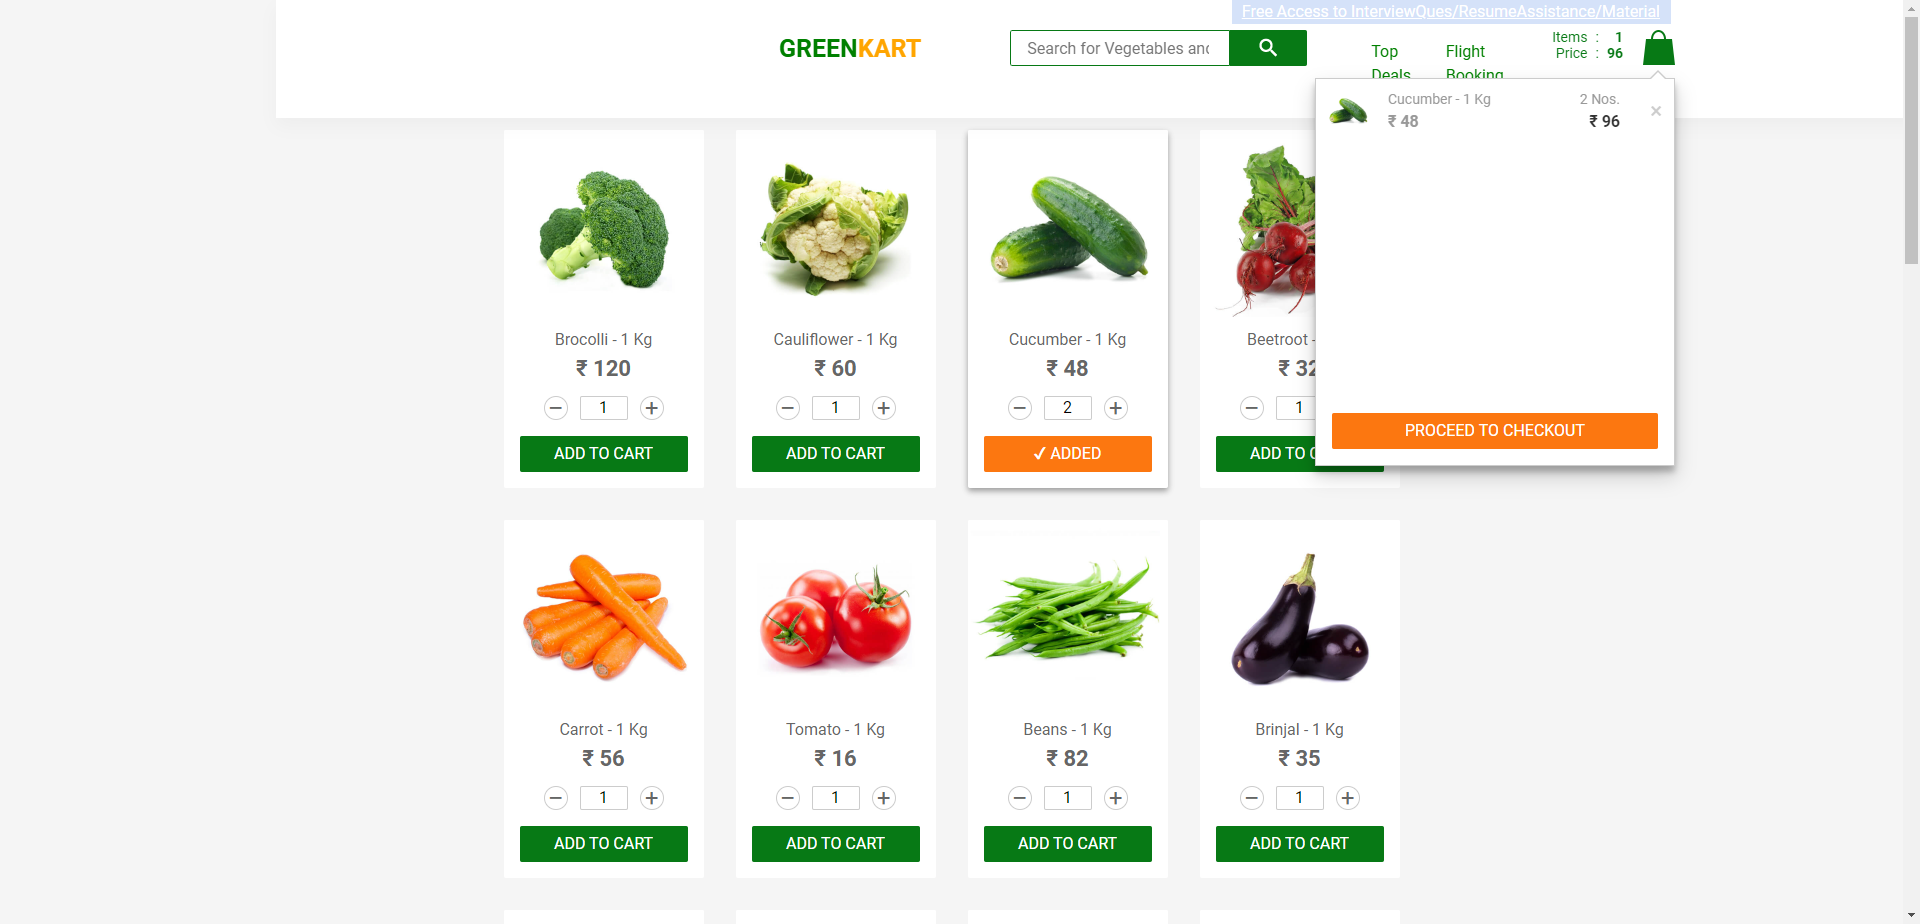 Free Access to InterviewQues/ResumeAssistance/Material
GREENKART
Search for Vegetables and
Top Deals
Flight Booking
Items : 1
Price : 96
Cucumber - 1 Kg
₹ 48
2 Nos.
₹ 96
×
PROCEED TO CHECKOUT
Brocolli - 1 Kg
₹ 120
− 1 +
ADD TO CART
Cauliflower - 1 Kg
₹ 60
− 1 +
ADD TO CART
Cucumber - 1 Kg
₹ 48
− 2 +
✓ ADDED
Beetroot -
₹ 32
− 1
ADD TO C
Carrot - 1 Kg
₹ 56
− 1 +
ADD TO CART
Tomato - 1 Kg
₹ 16
− 1 +
ADD TO CART
Beans - 1 Kg
₹ 82
− 1 +
ADD TO CART
Brinjal - 1 Kg
₹ 35
− 1 +
ADD TO CART